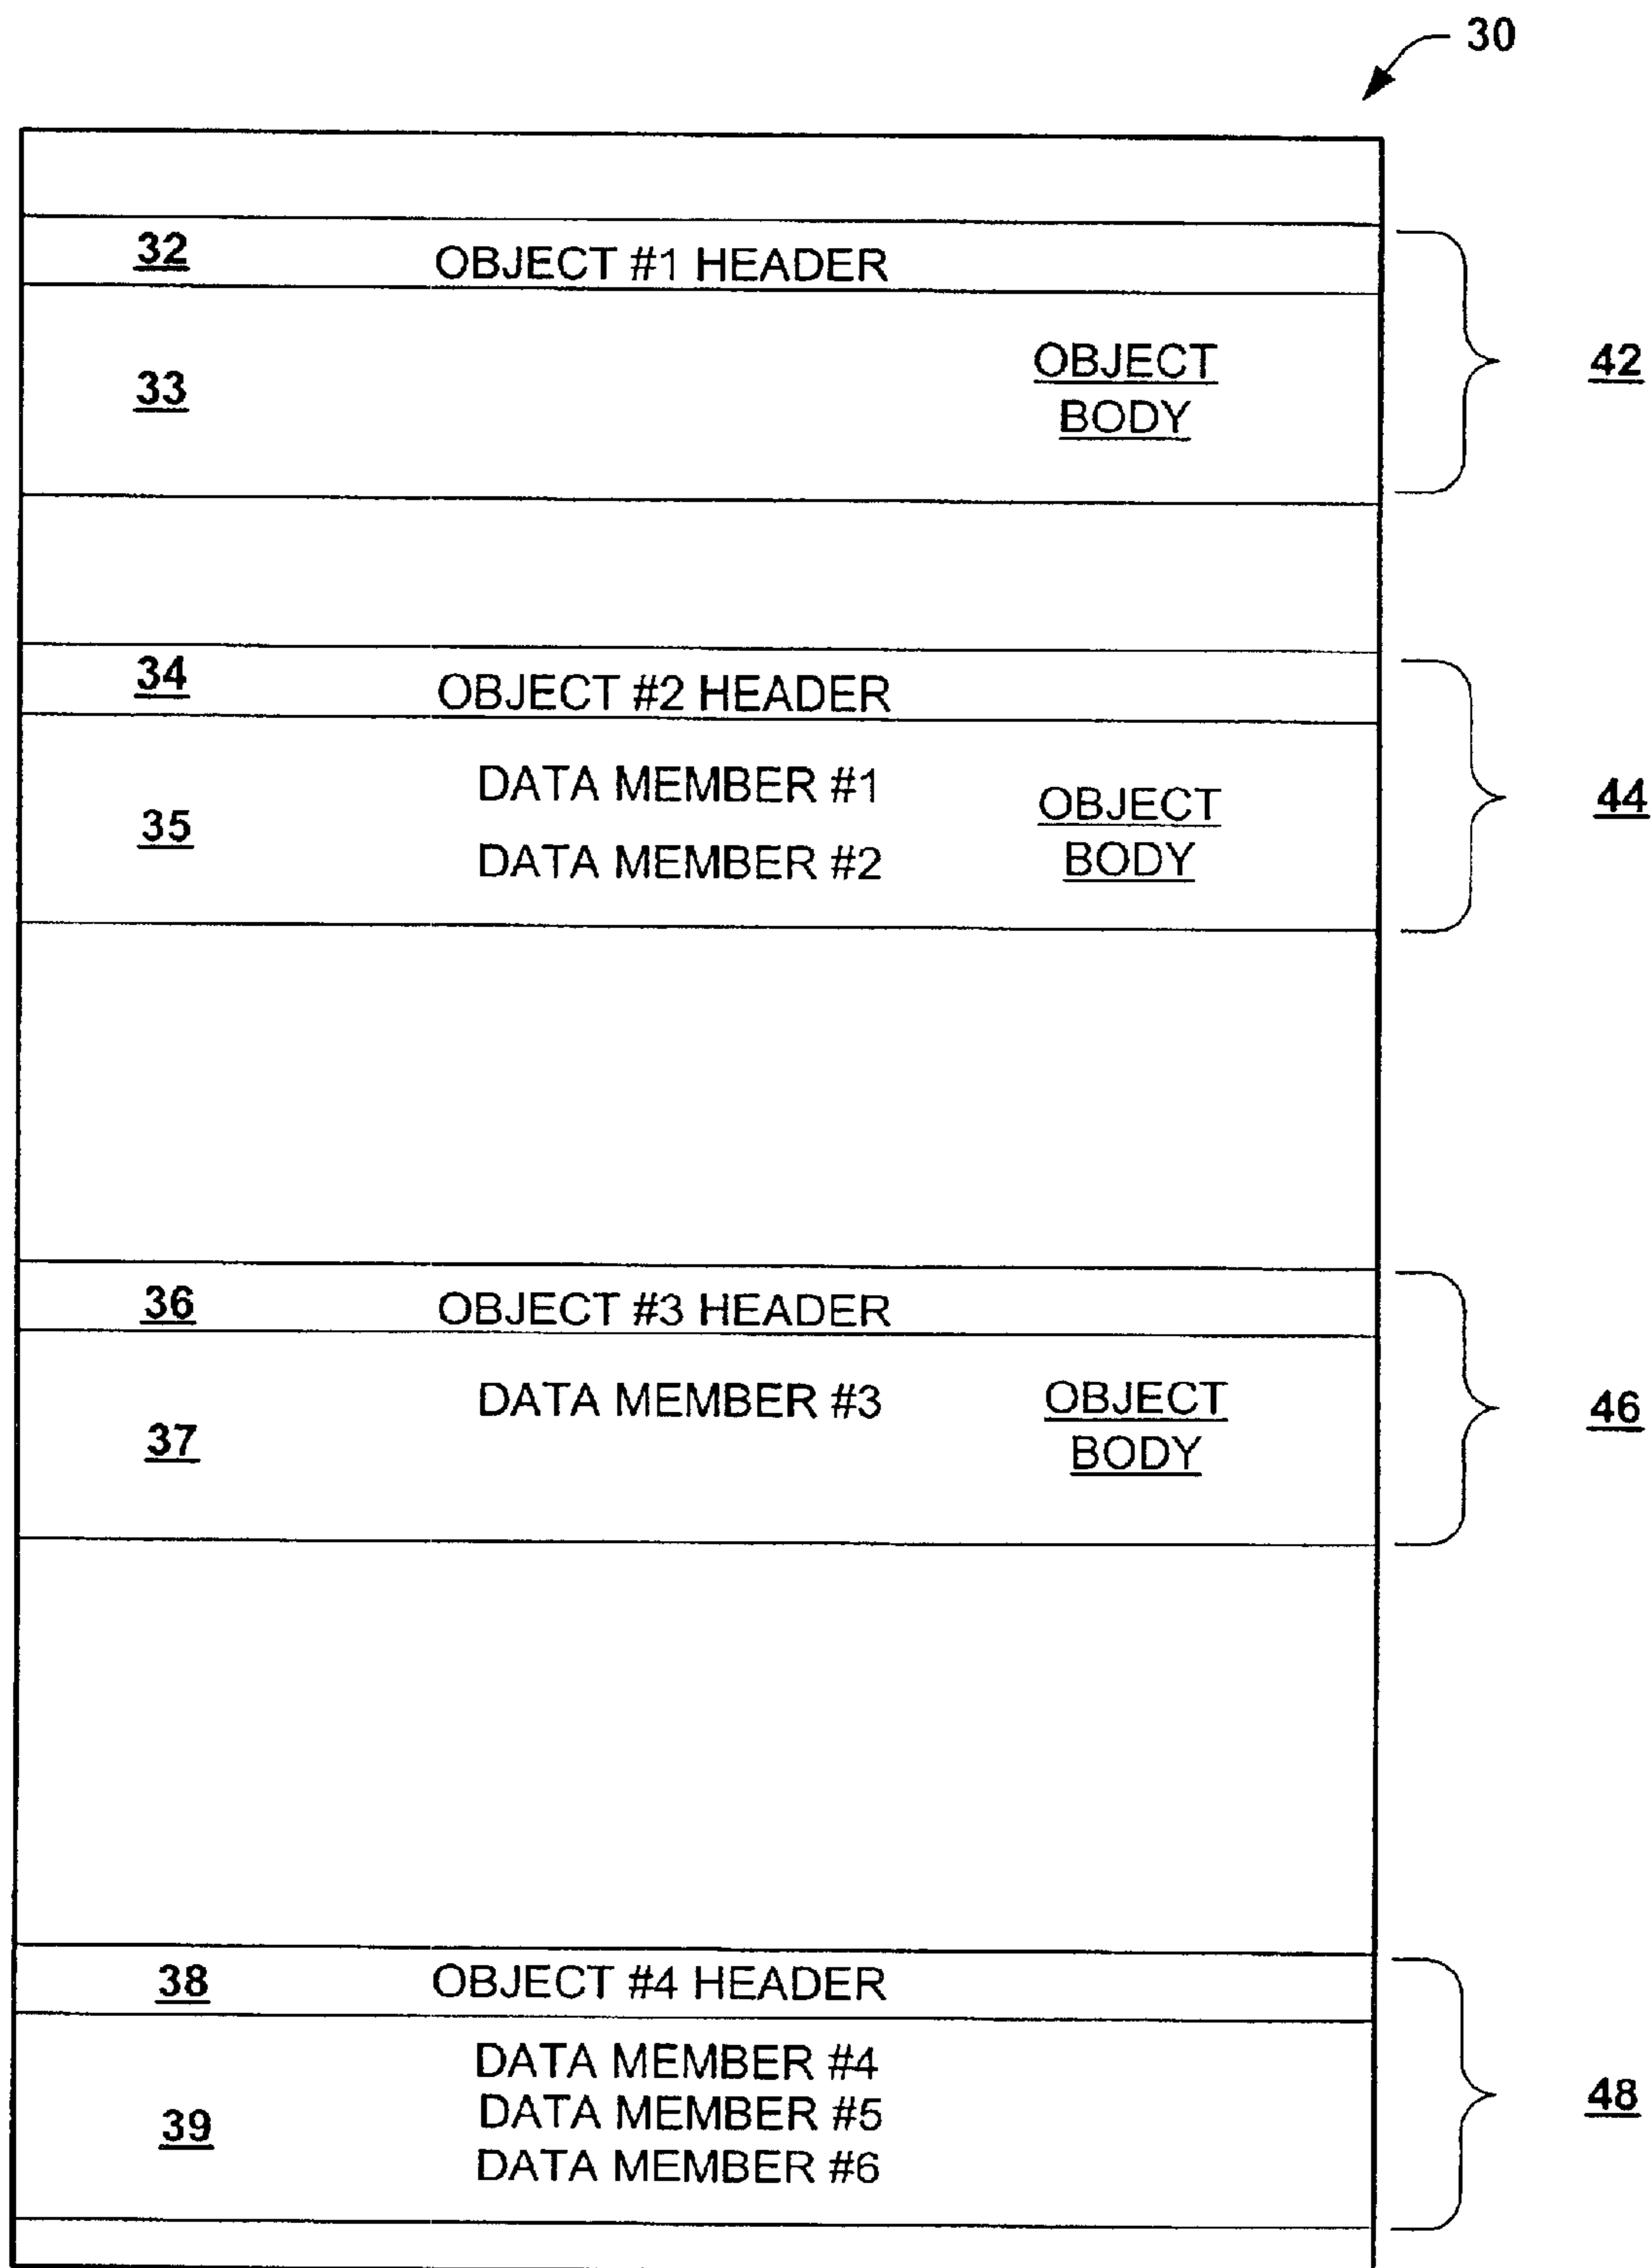 30
32 OBJECT #1 HEADER
33 OBJECT
BODY
42
34 OBJECT #2 HEADER
DATA MEMBER #1
35 OBJECT
BODY
DATA MEMBER #2
44
36 OBJECT #3 HEADER
DATA MEMBER #3
37 OBJECT
BODY
46
38 OBJECT #4 HEADER
DATA MEMBER #4
DATA MEMBER #5
39
DATA MEMBER #6
48